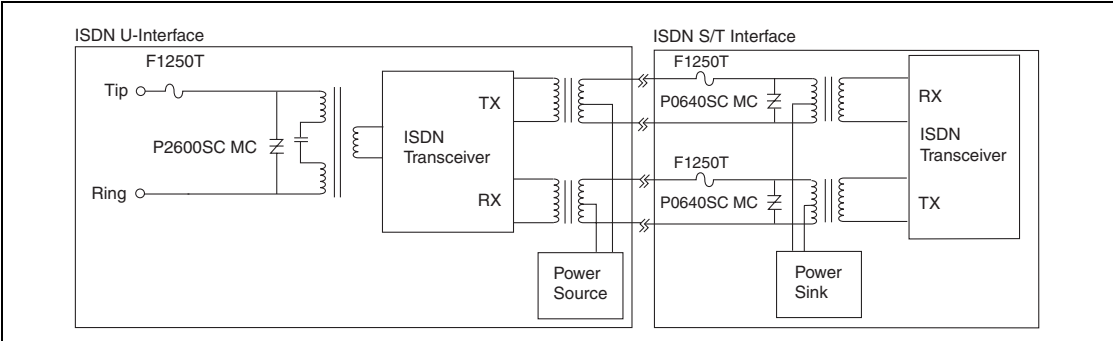 ISDN U-Interface
F1250T
Tip
P2600SC MC
Ring
TX
ISDN
Transceiver
RX
Power
Source
ISDN S/T Interface
F1250T
P0640SC MC
F1250T
P0640SC MC
Power
Sink
RX
ISDN
Transceiver
TX